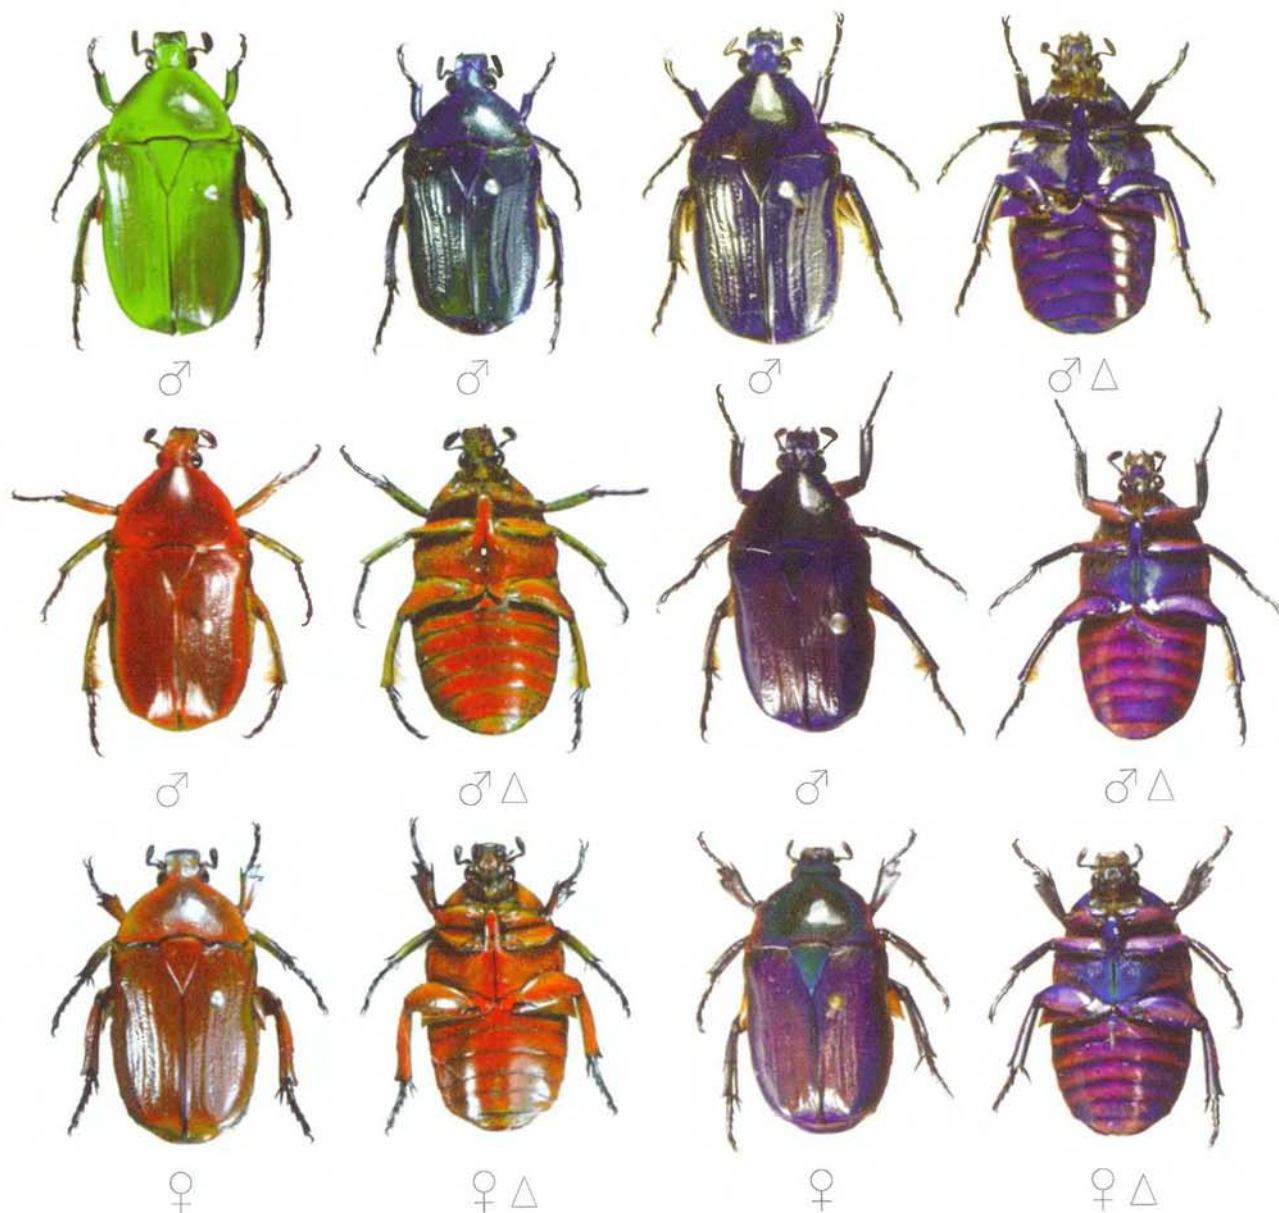 ♂ ♂ ♂ ♂ △
♂ ♂ △ ♂ ♂ △
♀ ♀ △ ♀ ♀ △